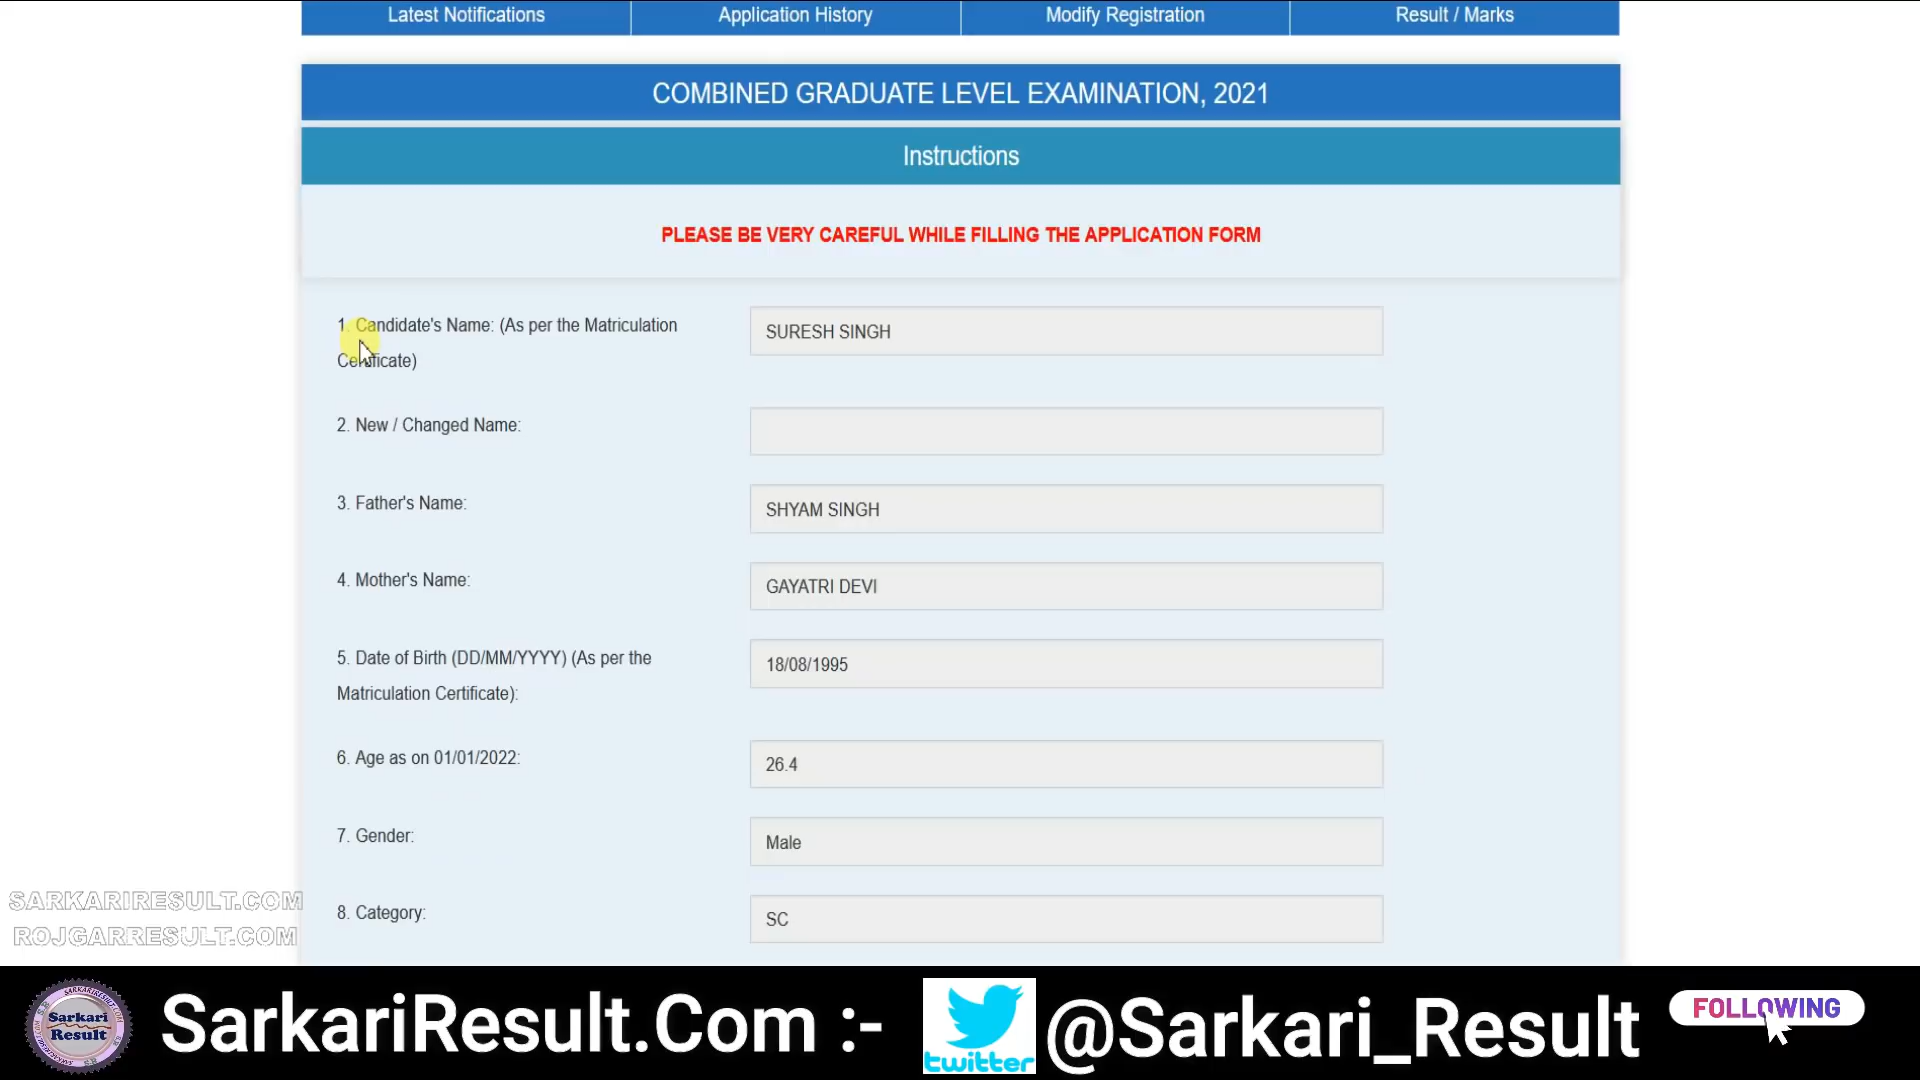 Latest Notifications
Application History
Modify Registration
Result / Marks
COMBINED GRADUATE LEVEL EXAMINATION, 2021
Instructions
PLEASE BE VERY CAREFUL WHILE FILLING THE APPLICATION FORM
1. Candidate's Name: (As per the Matriculation
Certificate)
SURESH SINGH
2. New / Changed Name:
3. Father's Name:
SHYAM SINGH
4. Mother's Name:
GAYATRI DEVI
5. Date of Birth (DD/MM/YYYY) (As per the
Matriculation Certificate):
18/08/1995
6. Age as on 01/01/2022:
26.4
7. Gender:
Male
8. Category:
SC
SARKARIRESULT.COM
ROJGARRESULT.COM
Sarkari
Result
SarkariResult.Com :-
twitter
@Sarkari_Result
FOLLOWING